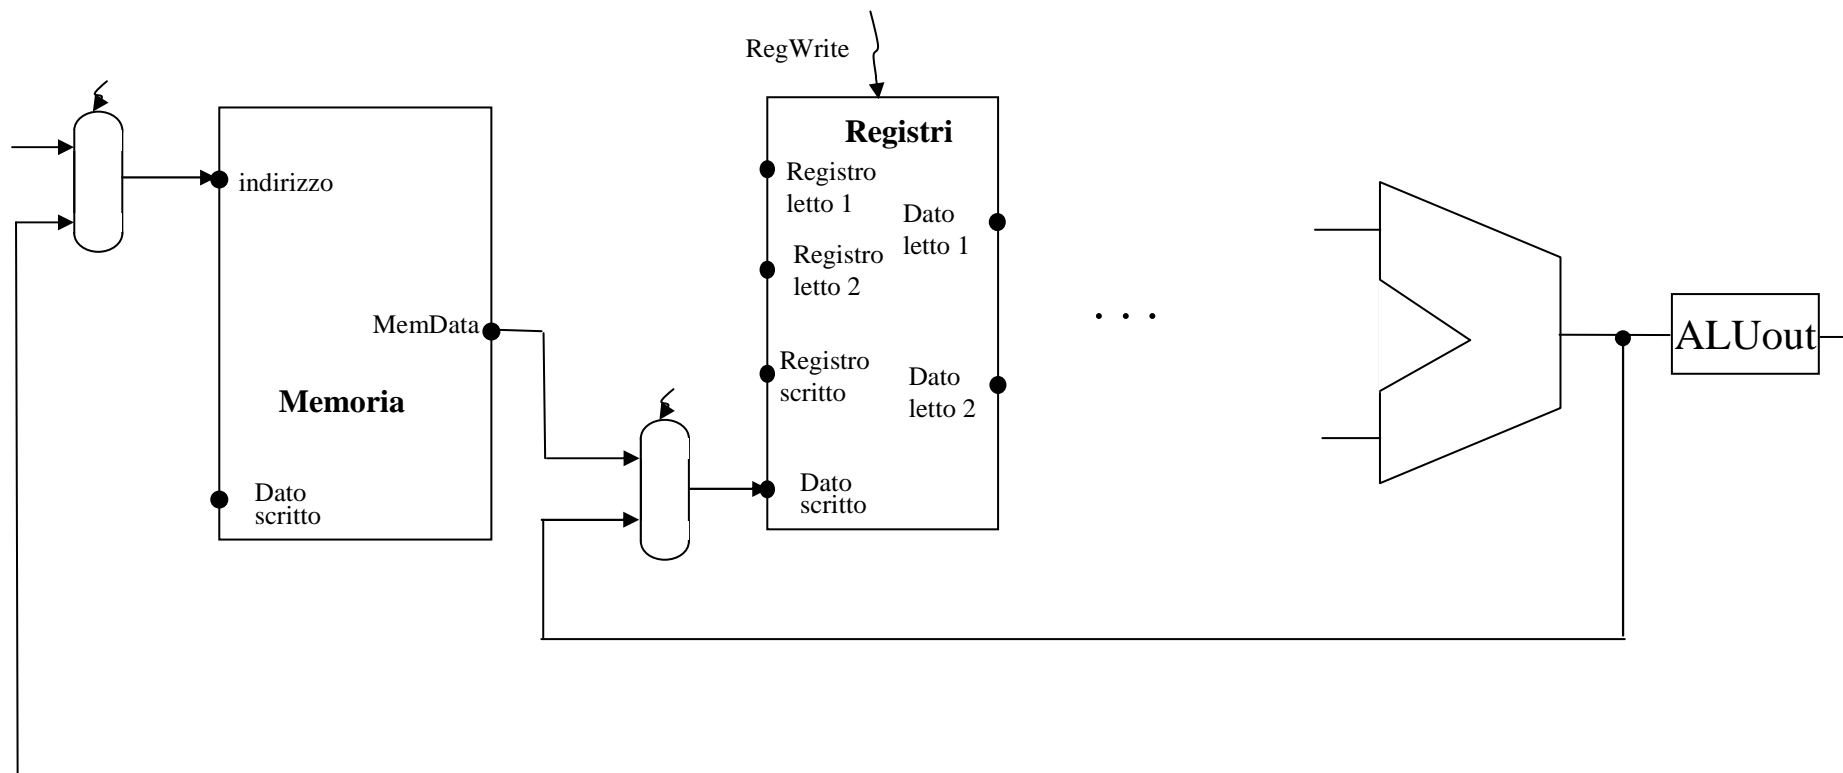 RegWrite
Registri
indirizzo
Registro
letto 1
Dato
letto 1
Registro
letto 2
MemData
ALUout
Registro
scritto
Dato
letto 2
Memoria
Dato
scritto
Dato
scritto
. . .